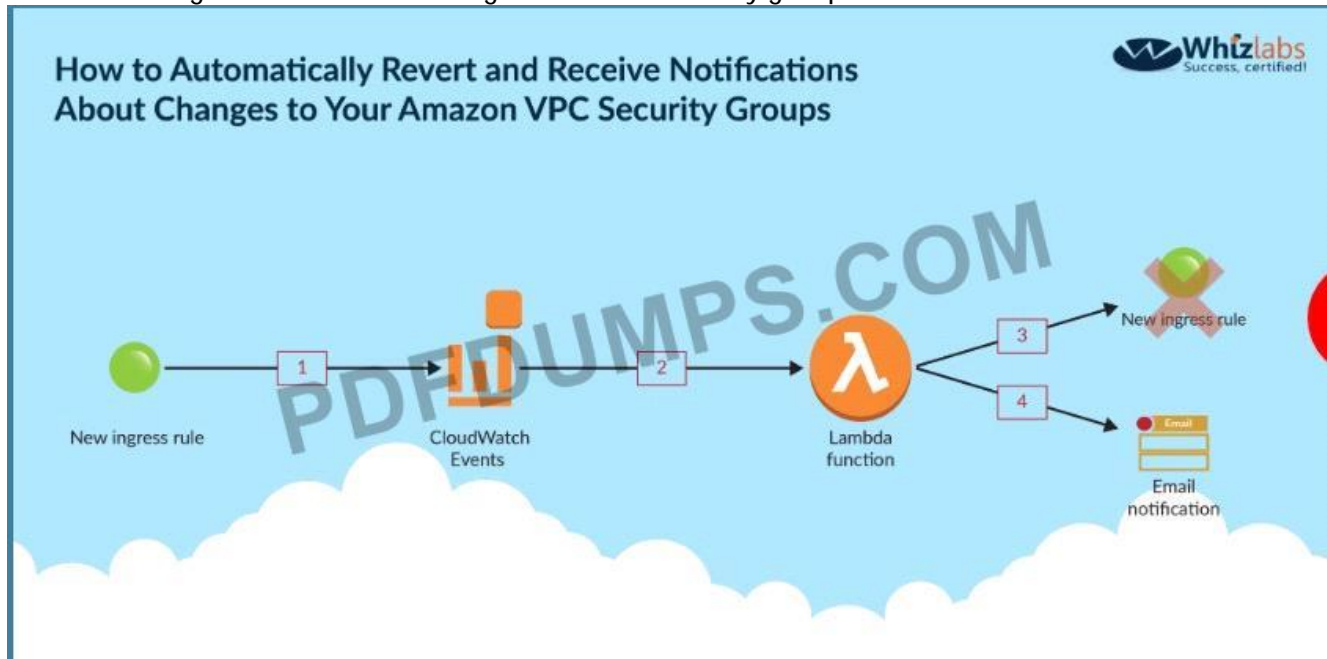 How to Automatically Revert and Receive Notifications
About Changes to Your Amazon VPC Security Groups
Whizlabs
Success, certified!
PDFDUMPS.COM
1
2
3
4
New ingress rule
CloudWatch
Events
Lambda
function
New ingress rule
Email
Email
notification